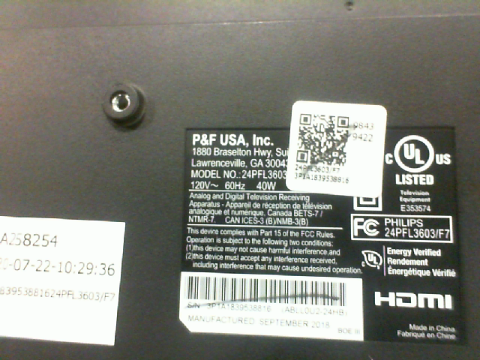 P&F USA, Inc.
1880 Braselton Hwy,
Lawrenceville, GA
MODEL NO.: 24PFL3603
120V~ 60Hz 40W
Analog and Digital Television Receiving
Apparatus - Appareil de réception de télévision
analogique et numérique, Canada BETS-7 /
NTMR-7. CAN ICES-3 (B)/NMB-3(B)
This device complies with Part 15 of the FCC Rules.
Operation is subject to the following two conditions:
(1)this device may not cause harmful interference, and
(2)this device must accept any interference received,
including interference that may cause undesired operation.
MANUFACTURED: SEPTEMBER 2018
24PFL3603/F7
9422
C UL US
LISTED
Television
Equipment
E353574
FC PHILIPS
24PFL3603/F7
Energy Verified
Rendement
Énergétique Vérifié
HDMI
Made in China.
Fabriqué en Chine.
A258254
-07-22-10:29:36